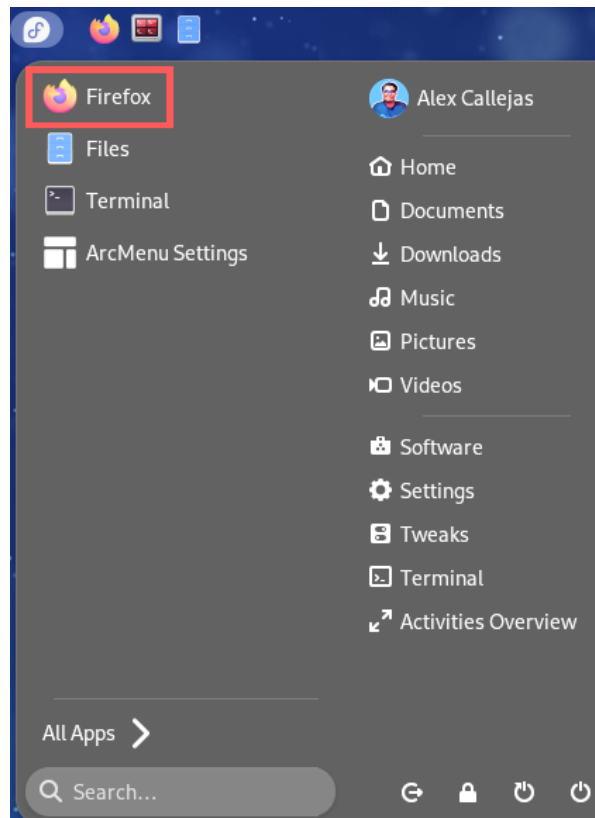 Firefox
Files
Terminal
ArcMenu Settings
All Apps
Search...
Alex Callejas
Home
Documents
Downloads
Music
Pictures
Videos
Software
Settings
Tweaks
Terminal
Activities Overview